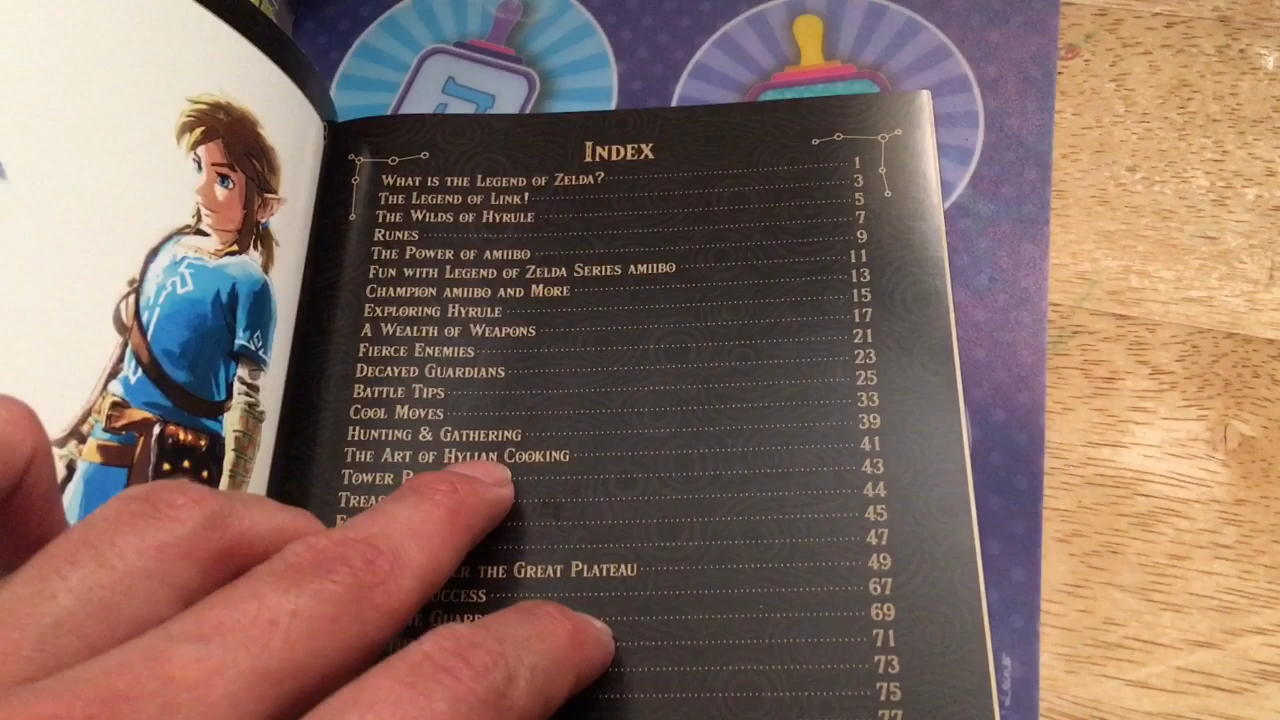 INDEX
WHAT IS THE LEGEND OF ZELDA? 1
THE LEGEND OF LINK! 3
THE WILDS OF HYRULE 5
RUNES 7
THE POWER OF AMIIBO 9
FUN WITH LEGEND OF ZELDA SERIES AMIIBO 11
CHAMPION AMIIBO AND MORE 13
EXPLORING HYRULE 15
A WEALTH OF WEAPONS 17
FIERCE ENEMIES 21
DECAYED GUARDIANS 23
BATTLE TIPS 25
COOL MOVES 33
HUNTING & GATHERING 39
THE ART OF HYLIAN COOKING 41
TOWER 43
44
45
47
THE GREAT PLATEAU 49
67
69
71
73
75
77